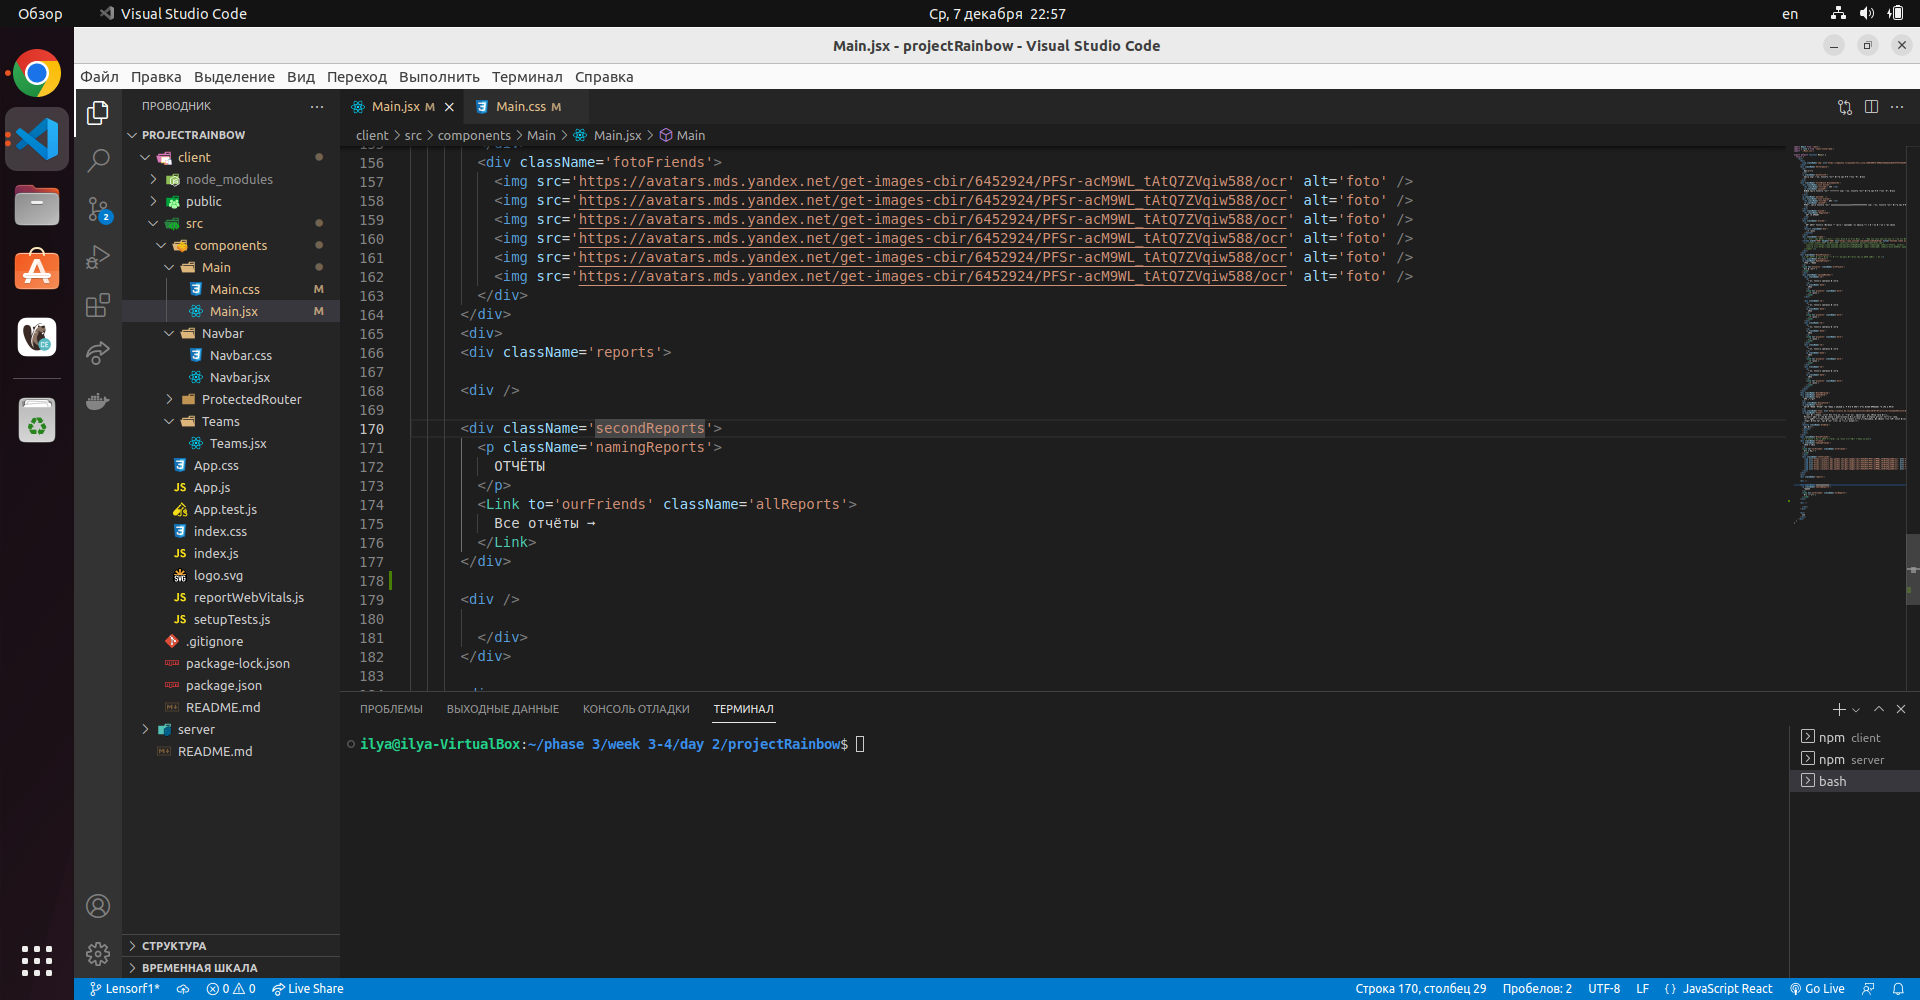 Обзор
Visual Studio Code
Ср, 7 декабря 22:57
en
Main.jsx - projectRainbow - Visual Studio Code
Файл Правка Выделение Вид Переход Выполнить Терминал Справка
ПРОВОДНИК
PROJECTRAINBOW
client
node_modules
public
src
components
Main
Main.css M
Main.jsx M
Navbar
Navbar.css
Navbar.jsx
ProtectedRouter
Teams
Teams.jsx
App.css
App.js
App.test.js
index.css
index.js
logo.svg
reportWebVitals.js
setupTests.js
.gitignore
package-lock.json
package.json
README.md
server
README.md
СТРУКТУРА
ВРЕМЕННАЯ ШКАЛА
2
Main.jsx M
Main.css M
client > src > components > Main > Main.jsx > Main
156 <div className='fotoFriends'>
157 <img src='https://avatars.mds.yandex.net/get-images-cbir/6452924/PFSr-acM9WL_tAtQ7ZVqiw588/ocr' alt='foto' />
158 <img src='https://avatars.mds.yandex.net/get-images-cbir/6452924/PFSr-acM9WL_tAtQ7ZVqiw588/ocr' alt='foto' />
159 <img src='https://avatars.mds.yandex.net/get-images-cbir/6452924/PFSr-acM9WL_tAtQ7ZVqiw588/ocr' alt='foto' />
160 <img src='https://avatars.mds.yandex.net/get-images-cbir/6452924/PFSr-acM9WL_tAtQ7ZVqiw588/ocr' alt='foto' />
161 <img src='https://avatars.mds.yandex.net/get-images-cbir/6452924/PFSr-acM9WL_tAtQ7ZVqiw588/ocr' alt='foto' />
162 <img src='https://avatars.mds.yandex.net/get-images-cbir/6452924/PFSr-acM9WL_tAtQ7ZVqiw588/ocr' alt='foto' />
163 </div>
164 </div>
165 <div>
166 <div className='reports'>
167
168 <div />
169
170 <div className='secondReports'>
171 <p className='namingReports'>
172 ОТЧЁТЫ
173 </p>
174 <Link to='ourFriends' className='allReports'>
175 Все отчёты →
176 </Link>
177 </div>
178
179 <div />
180
181 </div>
182 </div>
183
ПРОБЛЕМЫ ВЫХОДНЫЕ ДАННЫЕ КОНСОЛЬ ОТЛАДКИ ТЕРМИНАЛ
ilya@ilya-VirtualBox:~/phase 3/week 3-4/day 2/projectRainbow$
npm client
npm server
bash
Lensorf1* 0 0 Live Share
Строка 170, столбец 29 Пробелов: 2 UTF-8 LF {} JavaScript React Go Live